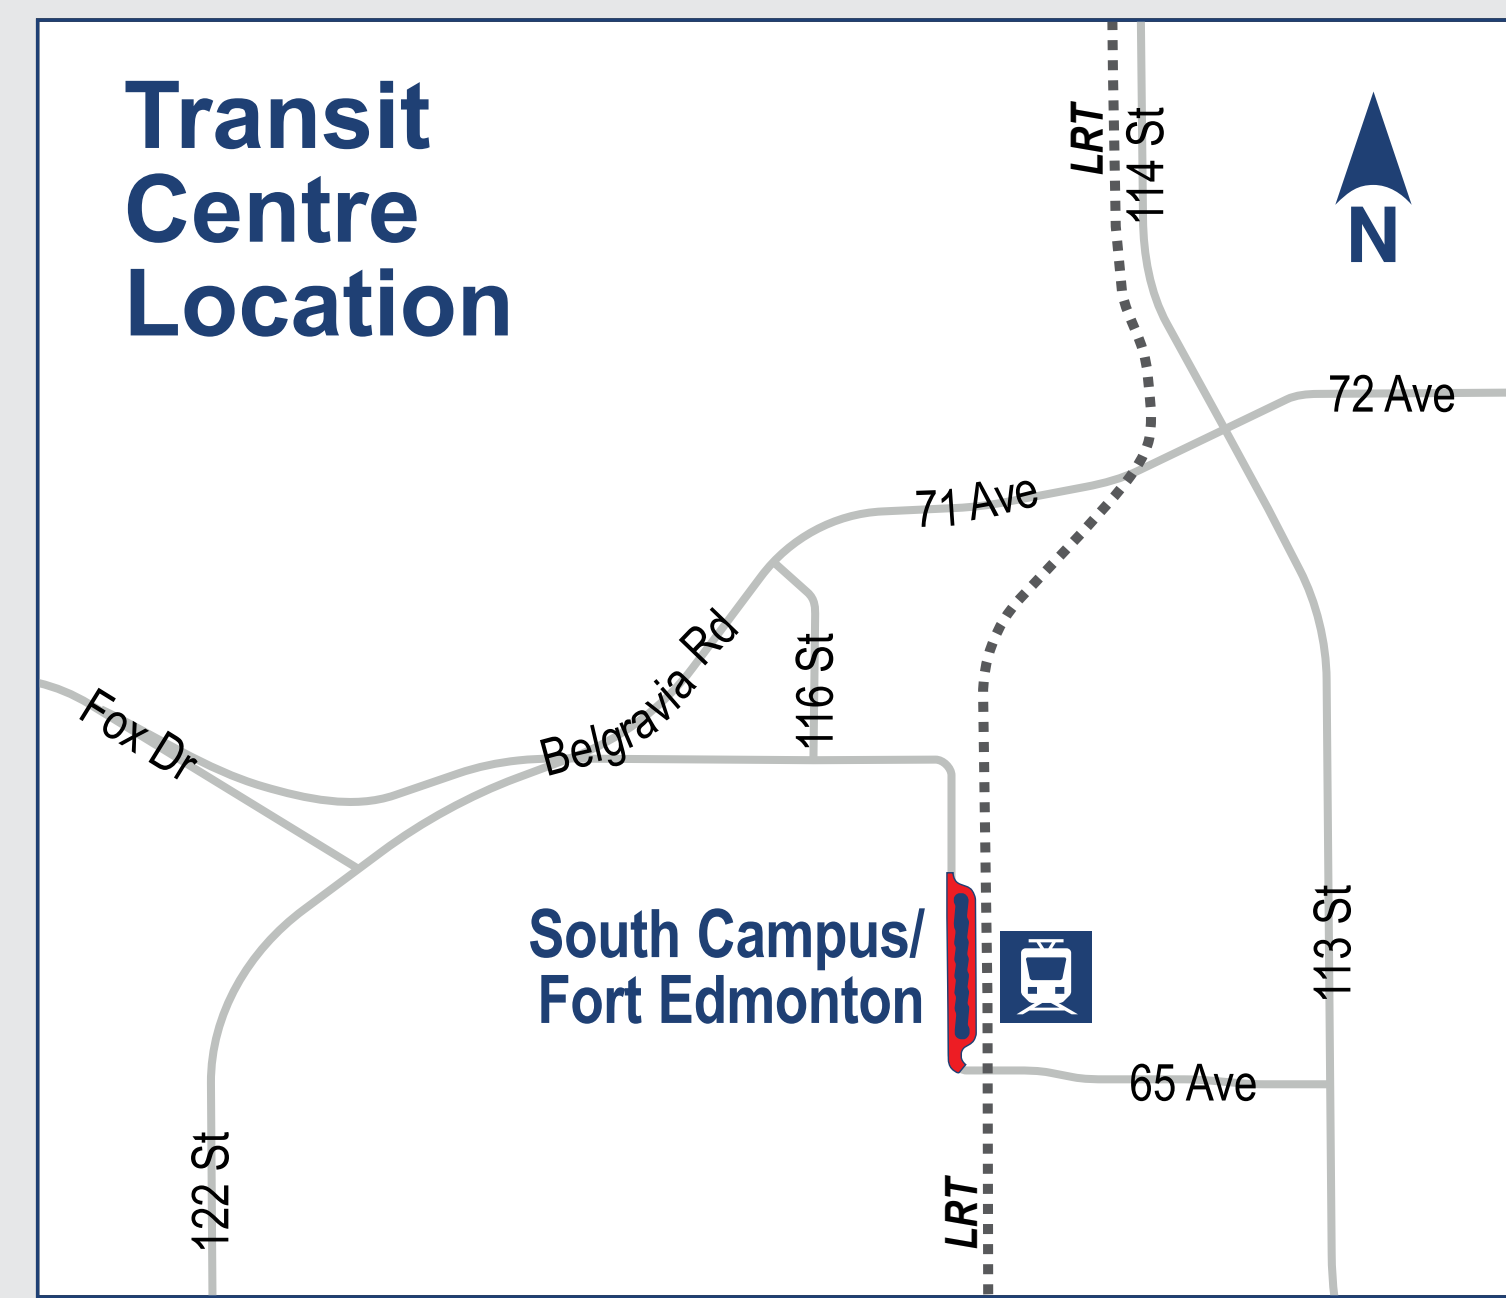 Transit
Centre
Location
LRT
114 St
N
72 Ave
71 Ave
Belgravia Rd
116 St
Fox Dr
South Campus/
Fort Edmonton
113 St
65 Ave
122 St
LRT